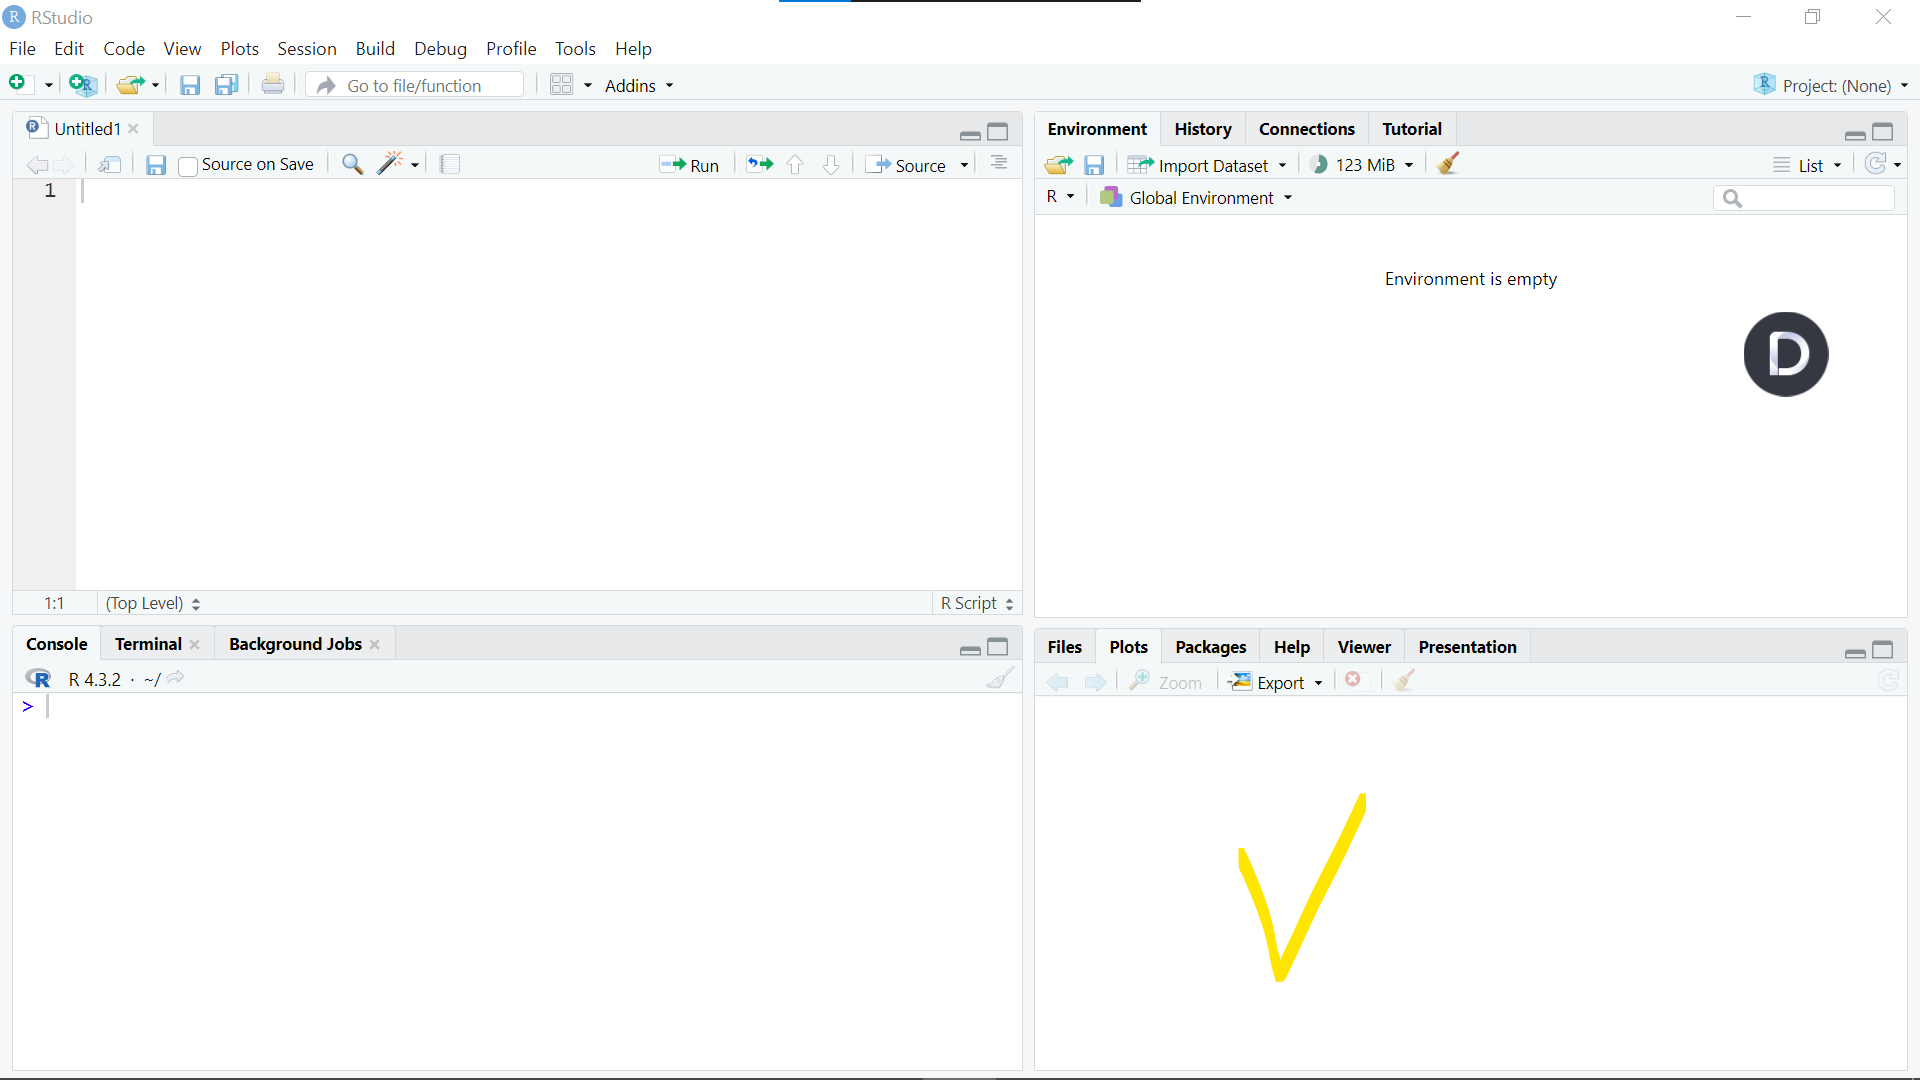 RStudio
File Edit Code View Plots Session Build Debug Profile Tools Help
Go to file/function Addins Project: (None)
Untitled1
Source on Save Run Source
1
1:1 (Top Level) R Script
Console Terminal Background Jobs
R 4.3.2 · ~/
>
Environment History Connections Tutorial
Import Dataset 123 MiB List
R Global Environment
Environment is empty
D
Files Plots Packages Help Viewer Presentation
Zoom Export